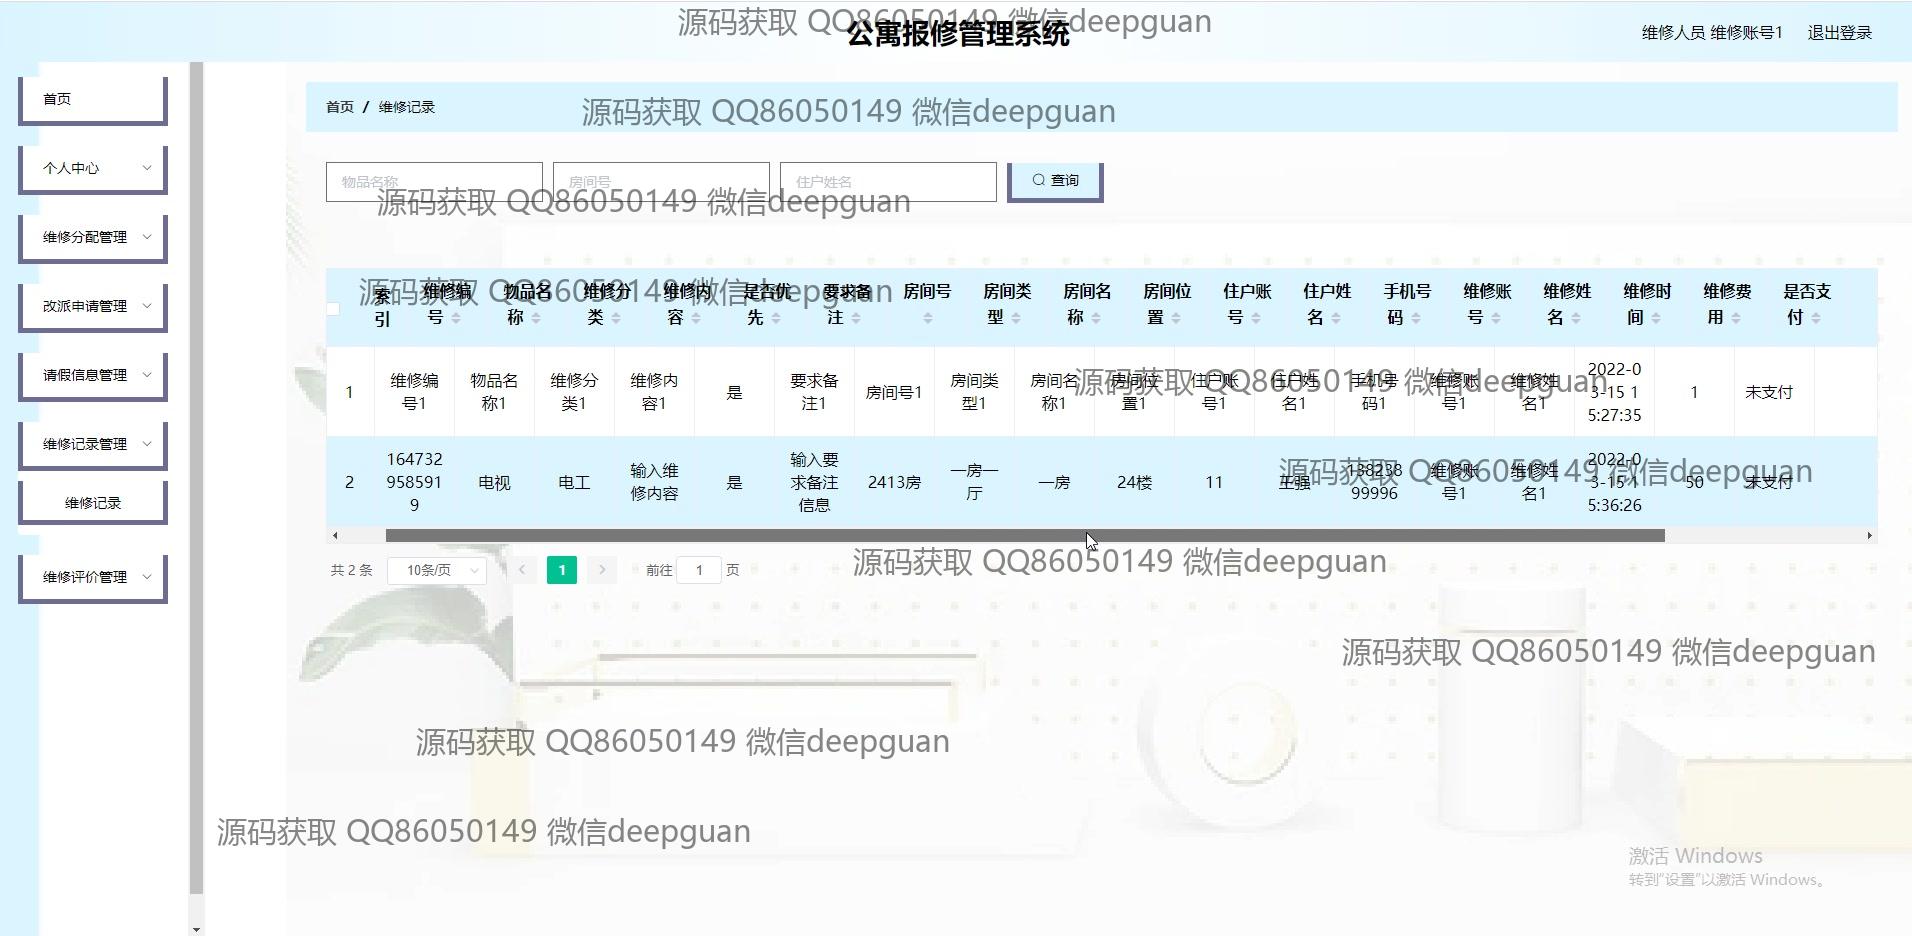 源码获取 QQ86050149 微信deepguan
公寓报修管理系统
维修人员 维修账号1 退出登录
首页
个人中心
维修分配管理
改派申请管理
请假信息管理
维修记录管理
维修记录
维修评价管理
首页 / 维修记录
源码获取 QQ86050149 微信deepguan
物品名称 房间号 住户姓名 查询
源码获取 QQ86050149 微信deepguan
源码获取 QQ86050149 微信deepguan
索引 维修编号 物品名称 维修分类 维修内容 是否优先 要求备注 房间号 房间类型 房间名称 房间位置 住户账号 住户姓名 手机号码 维修账号 维修姓名 维修时间 维修费用 是否支付
1 维修编号1 物品名称1 维修分类1 维修内容1 是 要求备注1 房间号1 房间类型1 房间名称1 房间位置1 住户账号1 住户姓名1 手机号码1 维修账号1 维修姓名1 2022-03-15 15:27:35 1 未支付
源码获取 QQ86050149 微信deepguan
2 1647329585919 电视 电工 输入维修内容 是 输入要求备注信息 2413房 一房一厅 一房 24楼 11 王强 13823899996 维修账号1 维修姓名1 2022-03-15 15:36:26 50 未支付
源码获取 QQ86050149 微信deepguan
共 2 条 10条/页 1 前往 1 页
源码获取 QQ86050149 微信deepguan
源码获取 QQ86050149 微信deepguan
源码获取 QQ86050149 微信deepguan
源码获取 QQ86050149 微信deepguan
激活 Windows
转到"设置"以激活 Windows。